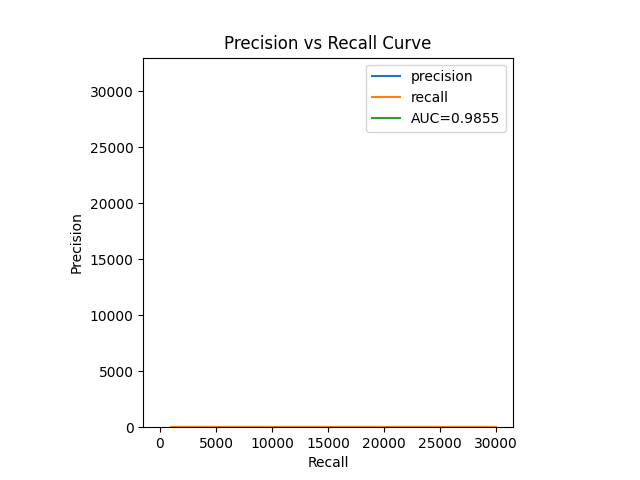 Precision vs Recall Curve
precision
recall
AUC=0.9855
30000
25000
20000
15000
10000
5000
0
Precision
0 5000 10000 15000 20000 25000 30000
Recall